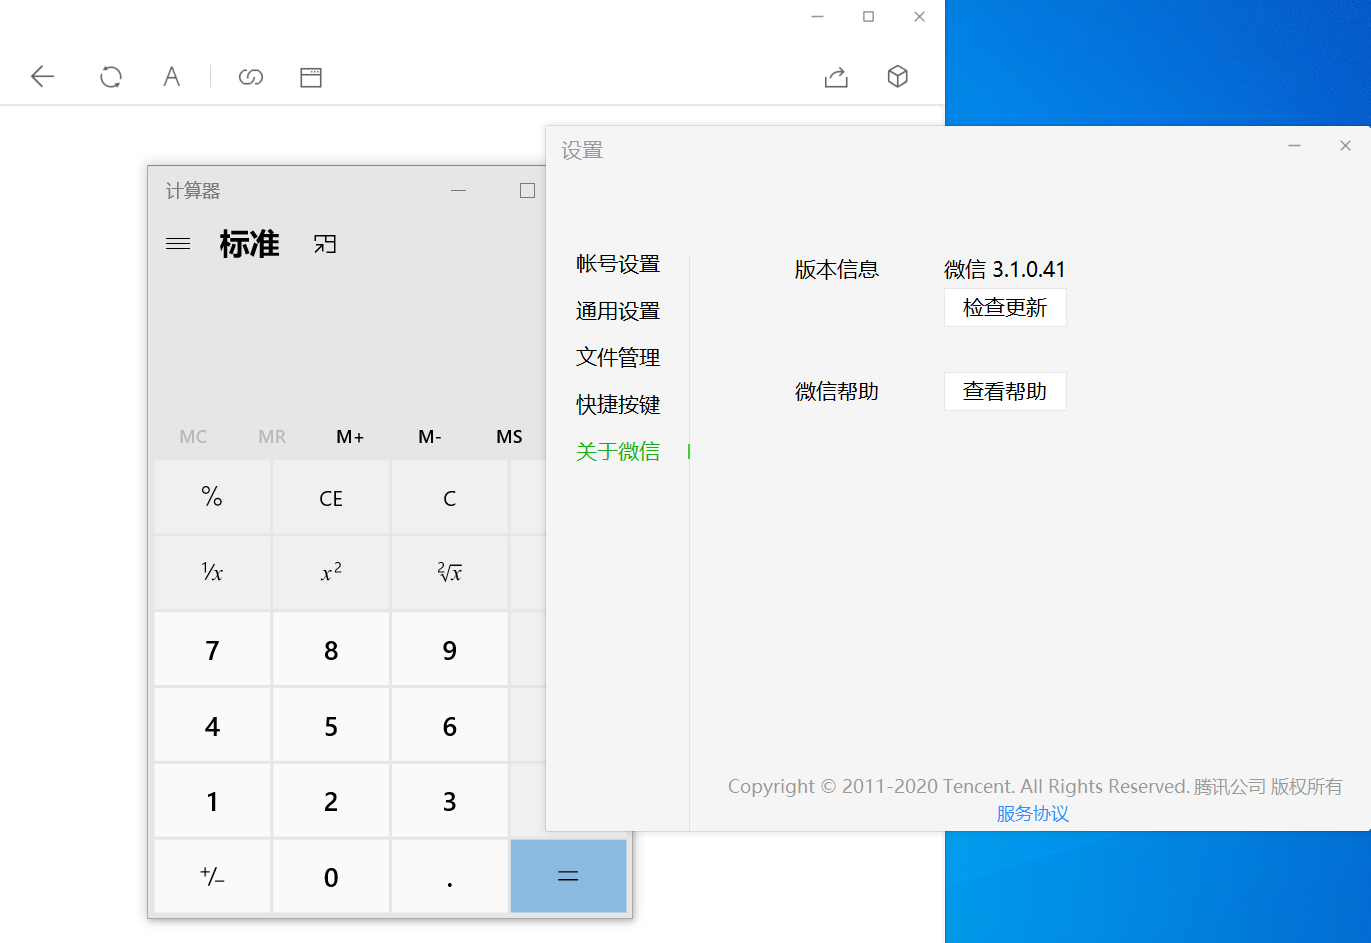 设置
计算器
标准
MC MR M+ M- MS
% CE C
¹/x x² ²√x
7 8 9
4 5 6
1 2 3
+/- 0 . =
帐号设置
通用设置
文件管理
快捷按键
关于微信
版本信息 微信 3.1.0.41
检查更新
微信帮助 查看帮助
Copyright © 2011-2020 Tencent. All Rights Reserved. 腾讯公司 版权所有
服务协议